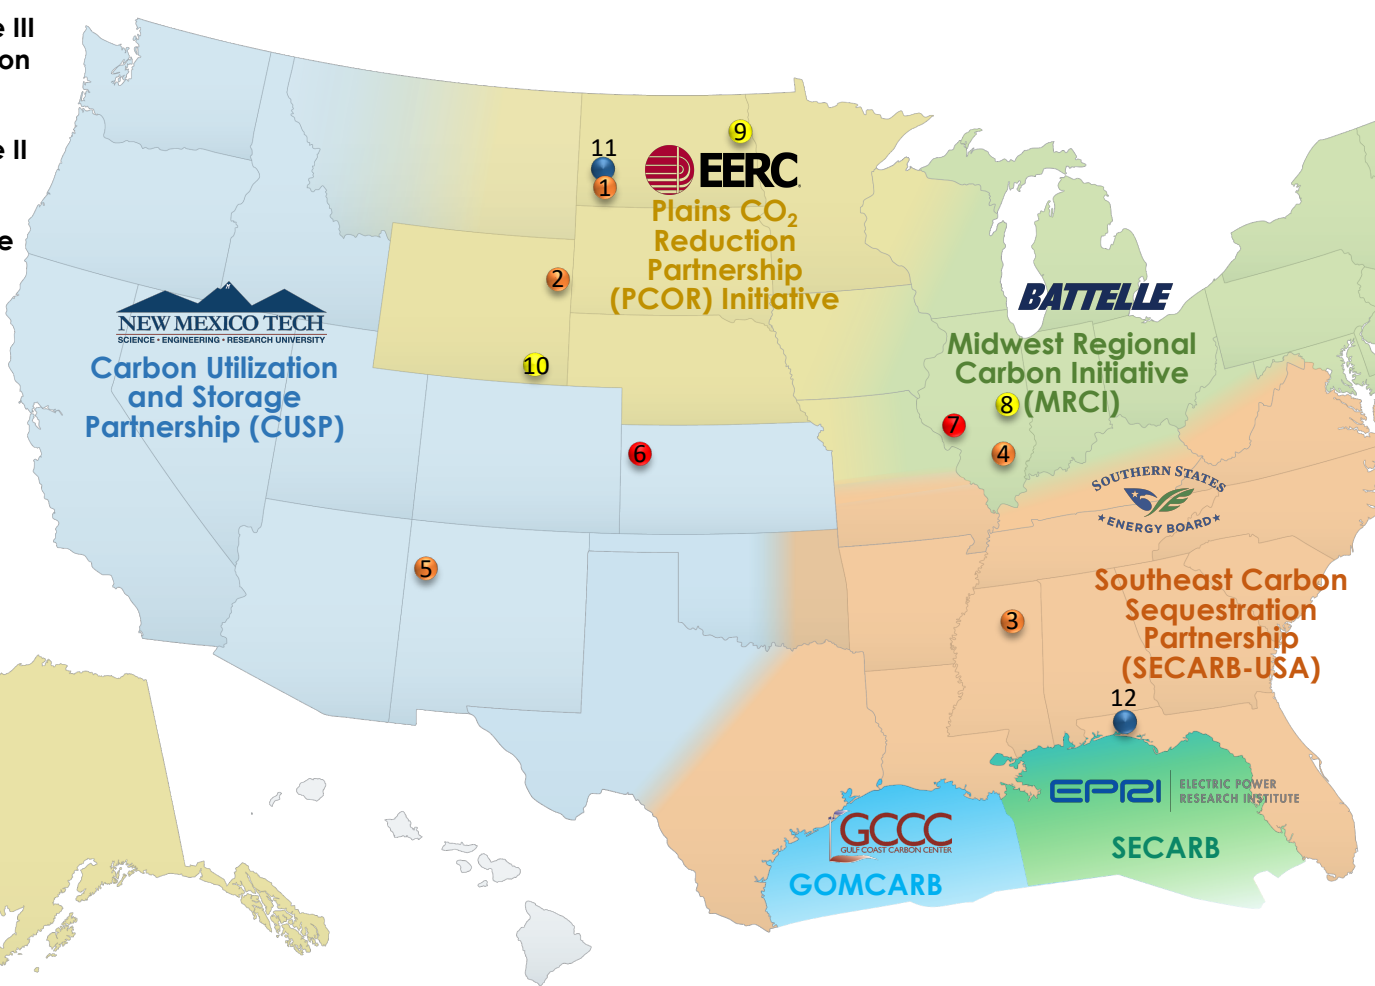 e III
on
e II
e
9
11
1
EERC
Plains CO₂
Reduction
Partnership
(PCOR) Initiative
2
10
NEW MEXICO TECH
SCIENCE • ENGINEERING • RESEARCH UNIVERSITY
Carbon Utilization
and Storage
Partnership (CUSP)
BATTELLE
Midwest Regional
Carbon Initiative
(MRCI)
8
7
4
6
SOUTHERN STATES
ENERGY BOARD
5
3
Southeast Carbon
Sequestration
Partnership
(SECARB-USA)
12
EPRI
ELECTRIC POWER
RESEARCH INSTITUTE
SECARB
GCCC
GULF COAST CARBON CENTER
GOMCARB